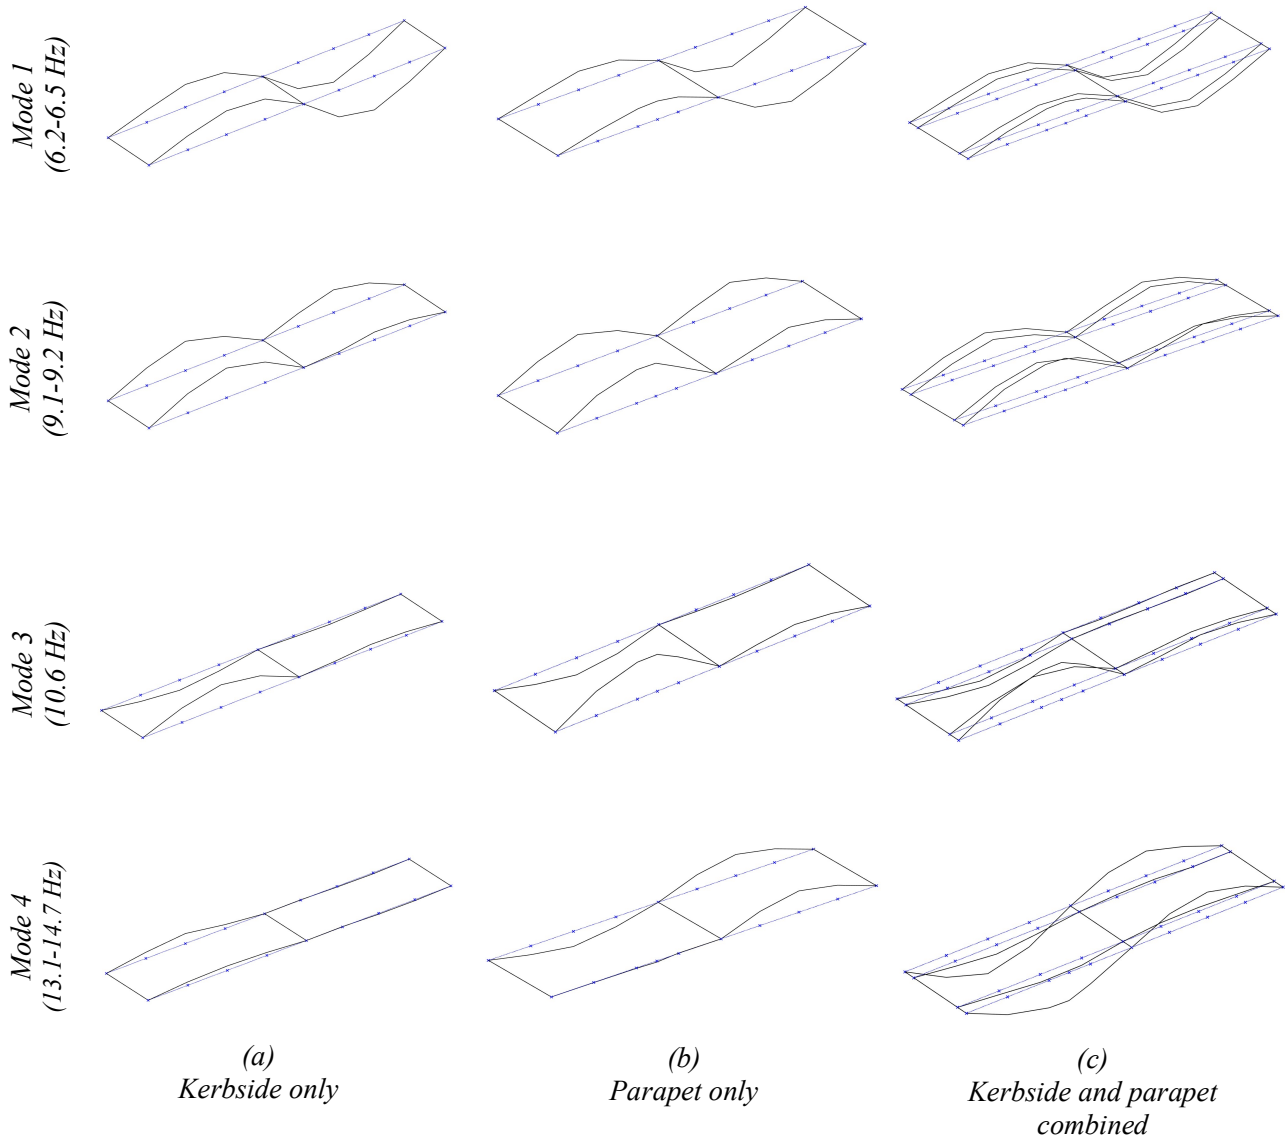 Mode 1
(6.2-6.5 Hz)
Mode 2
(9.1-9.2 Hz)
Mode 3
(10.6 Hz)
Mode 4
(13.1-14.7 Hz)
(a)
Kerbside only
(b)
Parapet only
(c)
Kerbside and parapet
combined